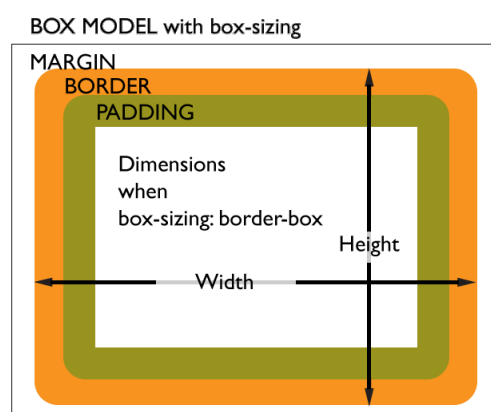 BOX MODEL with box-sizing
MARGIN
BORDER
PADDING
Dimensions
when
box-sizing: border-box
Height
Width